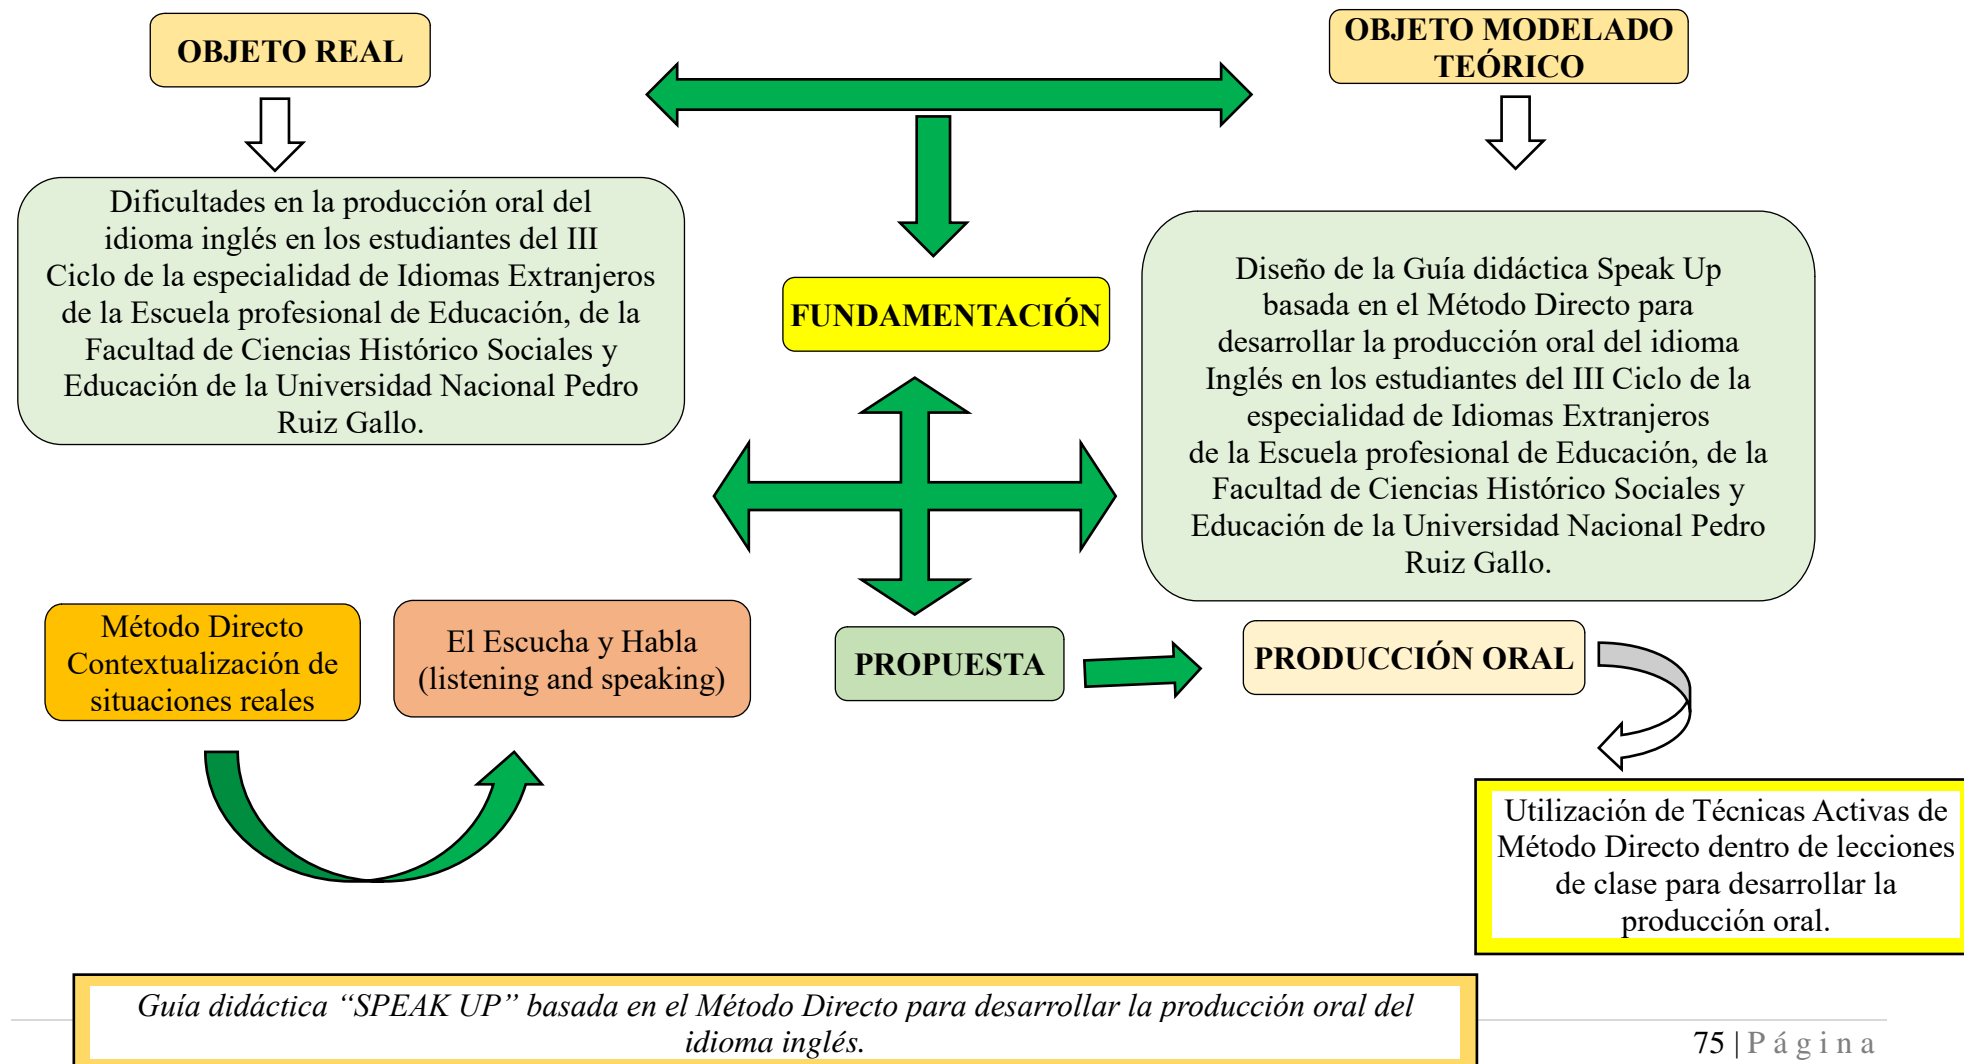 OBJETO REAL
OBJETO MODELADO
TEÓRICO
Dificultades en la producción oral del
idioma inglés en los estudiantes del III
Ciclo de la especialidad de Idiomas Extranjeros
de la Escuela profesional de Educación, de la
Facultad de Ciencias Histórico Sociales y
Educación de la Universidad Nacional Pedro
Ruiz Gallo.
FUNDAMENTACIÓN
Diseño de la Guía didáctica Speak Up
basada en el Método Directo para
desarrollar la producción oral del idioma
Inglés en los estudiantes del III Ciclo de la
especialidad de Idiomas Extranjeros
de la Escuela profesional de Educación, de la
Facultad de Ciencias Histórico Sociales y
Educación de la Universidad Nacional Pedro
Ruiz Gallo.
Método Directo
Contextualización de
situaciones reales
El Escucha y Habla
(listening and speaking)
PROPUESTA
PRODUCCIÓN ORAL
Utilización de Técnicas Activas de
Método Directo dentro de lecciones
de clase para desarrollar la
producción oral.
Guía didáctica “SPEAK UP” basada en el Método Directo para desarrollar la producción oral del
idioma inglés.
75 | Página